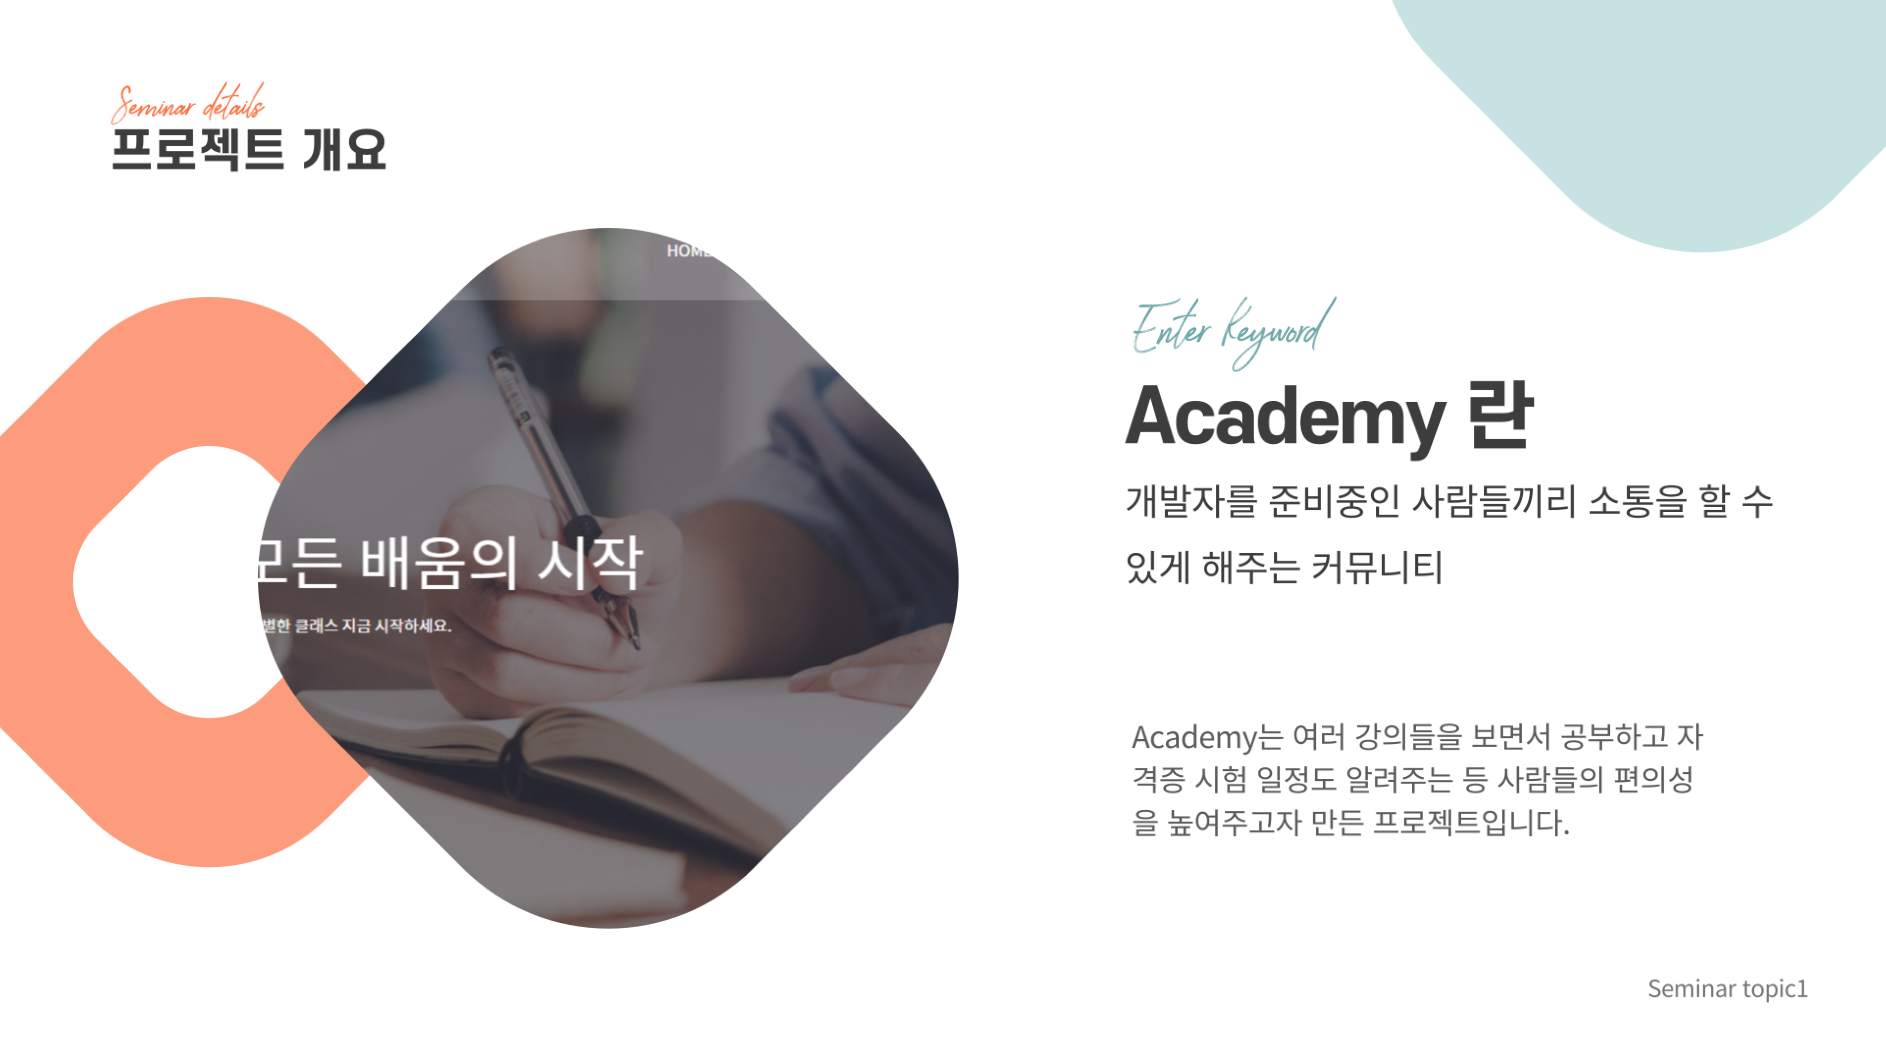 Seminar details
프로젝트 개요
HOME
모든 배움의 시작
클래스 지금 시작하세요.
Enter Keyword
Academy 란
개발자를 준비중인 사람들끼리 소통을 할 수
있게 해주는 커뮤니티
Academy는 여러 강의들을 보면서 공부하고 자
격증 시험 일정도 알려주는 등 사람들의 편의성
을 높여주고자 만든 프로젝트입니다.
Seminar topic1